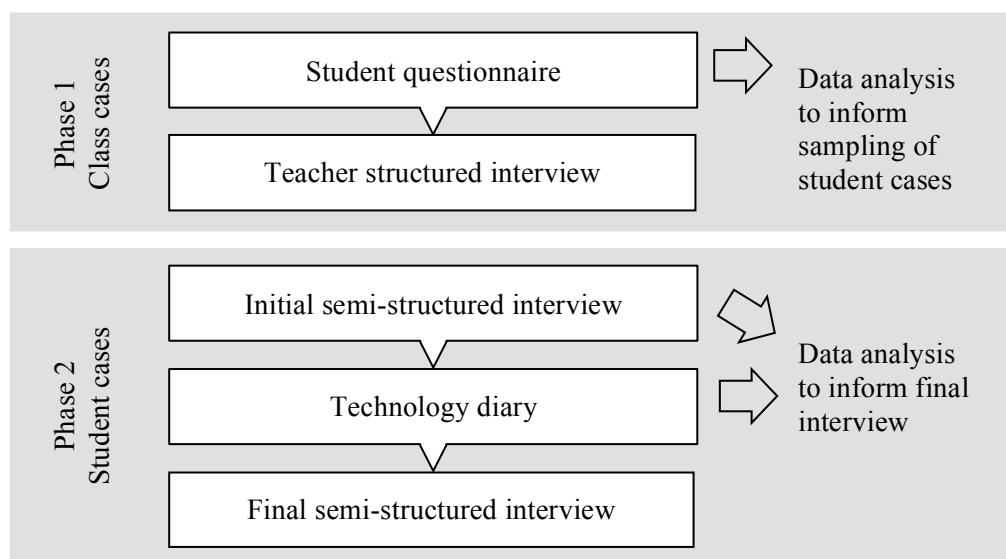 Phase 1
Class cases
Student questionnaire
Teacher structured interview
Data analysis
to inform
sampling of
student cases
Phase 2
Student cases
Initial semi-structured interview
Technology diary
Final semi-structured interview
Data analysis
to inform final
interview